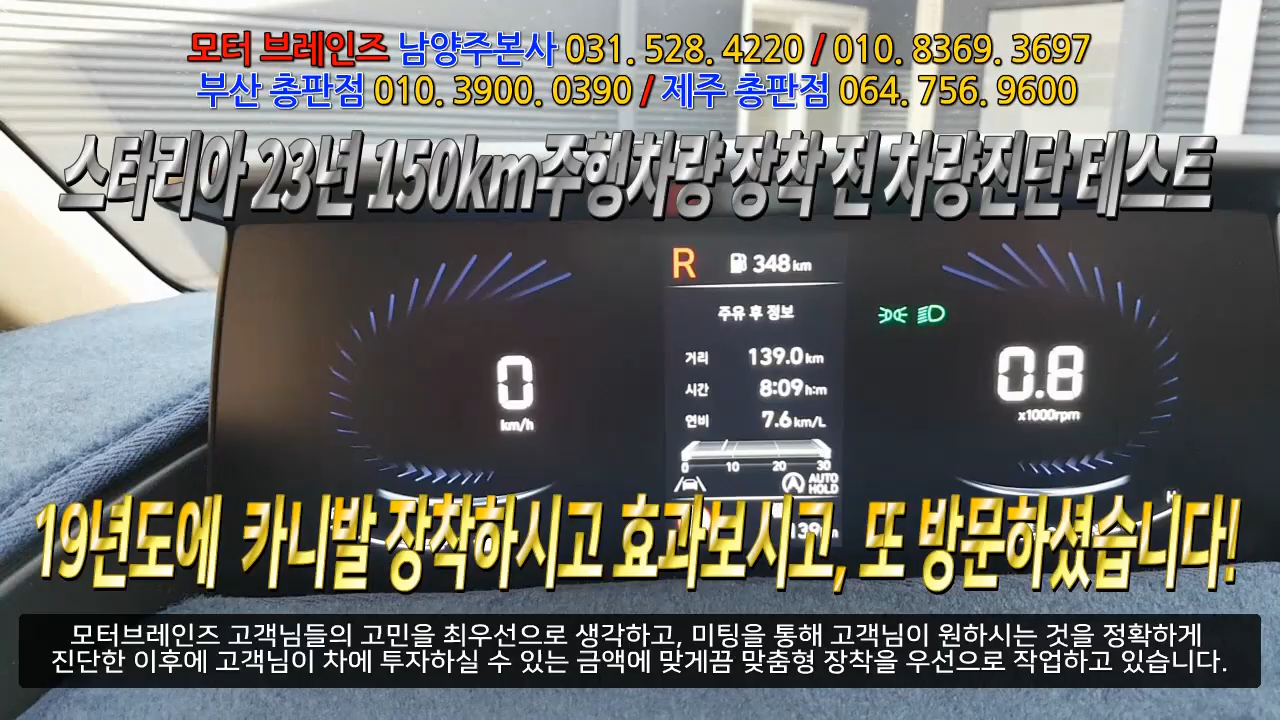 모터 브레인즈 남양주본사 031. 528. 4220 / 010. 8369. 3697
부산 총판점 010. 3900. 0390 / 제주 총판점 064. 756. 9600
스타리아 23년 150km주행차량 장착 전 차량진단 테스트
R 348 km
주유 후 정보
거리 139.0 km
시간 8:09 h:m
연비 7.6 km/L
0 10 20 30
AUTO HOLD
0
km/h
0.8
x1000rpm
19년도에 카니발 장착하시고 효과보시고, 또 방문하셨습니다!
모터브레인즈 고객님들의 고민을 최우선으로 생각하고, 미팅을 통해 고객님이 원하시는 것을 정확하게
진단한 이후에 고객님이 차에 투자하실 수 있는 금액에 맞게끔 맞춤형 장착을 우선으로 작업하고 있습니다.